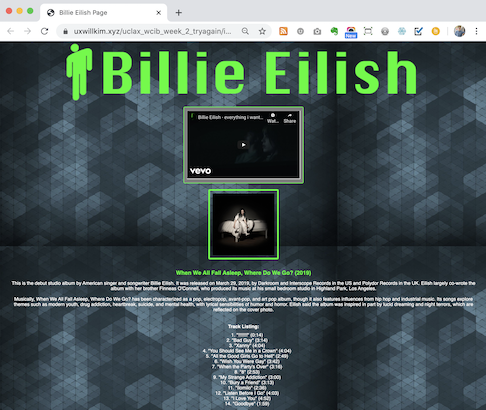 Billie Eilish Page
uxwillkim.xyz/uclax_wcib_week_2_tryagain/i...
New
Billie Eilish
Billie Eilish - everything i want...
Wat...
Share
vevo
When We All Fall Asleep, Where Do We Go? (2019)
This is the debut studio album by American singer and songwriter Billie Eilish. It was released on March 29, 2019, by Darkroom and Interscope Records in the US and Polydor Records in the UK. Eilish largely co-wrote the
album with her brother Finneas O'Connell, who produced its music at his small bedroom studio in Highland Park, Los Angeles.
Musically, When We All Fall Asleep, Where Do We Go? has been characterized as a pop, electropop, avant-pop, and art pop album, though it also features influences from hip hop and industrial music. Its songs explore
themes such as modern youth, drug addiction, heartbreak, suicide, and mental health, with lyrical sensibilities of humor and horror. Eilish said the album was inspired in part by lucid dreaming and night terrors, which are
reflected on the cover photo.
Track Listing:
1. "!!!!!!!" (0:14)
2. "Bad Guy" (3:14)
3. "Xanny" (4:04)
4. "You Should See Me in a Crown" (4:04)
5. "All the Good Girls Go to Hell" (2:49)
6. "Wish You Were Gay" (3:42)
7. "When the Party's Over" (3:16)
8. "8" (2:53)
9. "My Strange Addiction" (3:00)
10. "Bury a Friend" (3:13)
11. "Ilomilo" (2:36)
12. "Listen Before I Go" (4:03)
13. "I Love You" (4:52)
14. "Goodbye" (1:59)